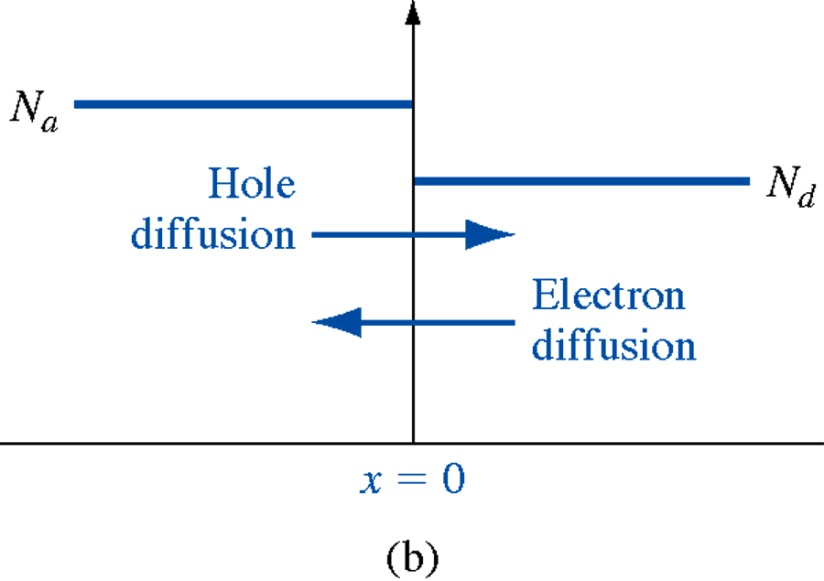 N_a
Hole
diffusion
N_d
Electron
diffusion
x = 0
(b)